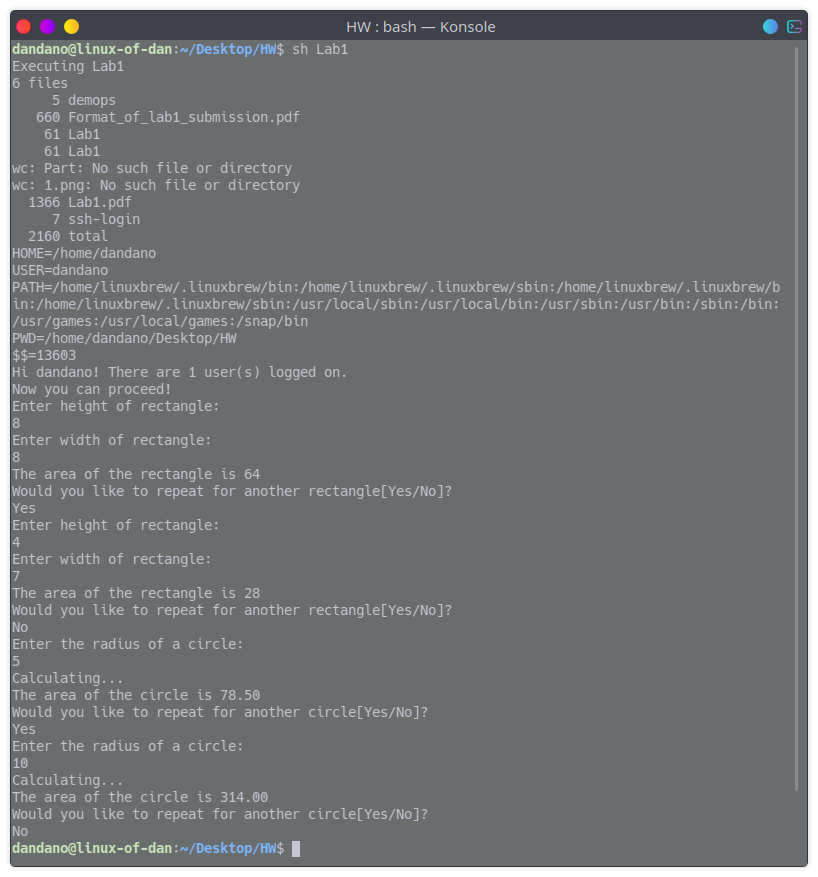 HW : bash — Konsole
dandano@linux-of-dan:~/Desktop/HW$ sh Lab1
Executing Lab1
6 files
     5 demops
   660 Format_of_lab1_submission.pdf
    61 Lab1
    61 Lab1
wc: Part: No such file or directory
wc: 1.png: No such file or directory
  1366 Lab1.pdf
     7 ssh-login
  2160 total
HOME=/home/dandano
USER=dandano
PATH=/home/linuxbrew/.linuxbrew/bin:/home/linuxbrew/.linuxbrew/sbin:/home/linuxbrew/.linuxbrew/b
in:/home/linuxbrew/.linuxbrew/sbin:/usr/local/sbin:/usr/local/bin:/usr/sbin:/usr/bin:/sbin:/bin:
/usr/games:/usr/local/games:/snap/bin
PWD=/home/dandano/Desktop/HW
$$=13603
Hi dandano! There are 1 user(s) logged on.
Now you can proceed!
Enter height of rectangle:
8
Enter width of rectangle:
8
The area of the rectangle is 64
Would you like to repeat for another rectangle[Yes/No]?
Yes
Enter height of rectangle:
4
Enter width of rectangle:
7
The area of the rectangle is 28
Would you like to repeat for another rectangle[Yes/No]?
No
Enter the radius of a circle:
5
Calculating...
The area of the circle is 78.50
Would you like to repeat for another circle[Yes/No]?
Yes
Enter the radius of a circle:
10
Calculating...
The area of the circle is 314.00
Would you like to repeat for another circle[Yes/No]?
No
dandano@linux-of-dan:~/Desktop/HW$